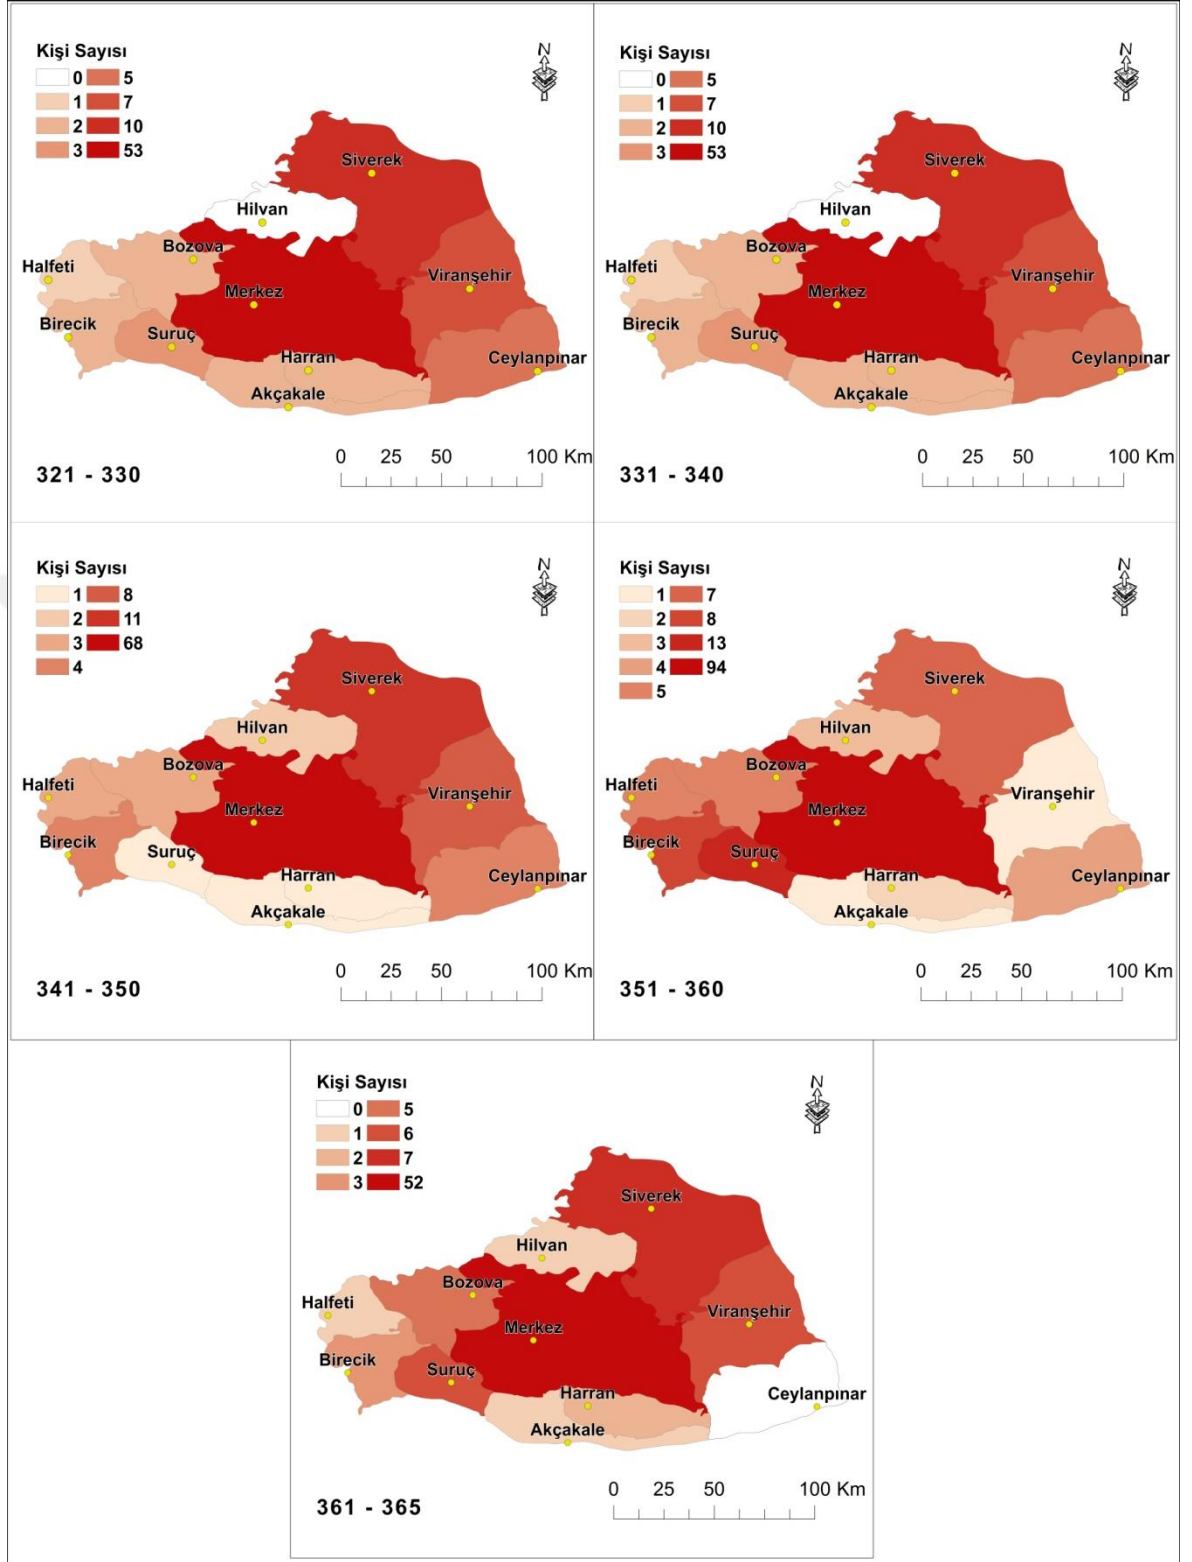 Kişi Sayısı
0 5
1 7
2 10
3 53
N
Siverek
Hilvan
Bozova
Halfeti
Viranşehir
Merkez
Birecik
Suruç
Harran
Ceylanpınar
Akçakale
0 25 50 100 Km
321 - 330
Kişi Sayısı
0 5
1 7
2 10
3 53
N
Siverek
Hilvan
Bozova
Halfeti
Viranşehir
Merkez
Birecik
Suruç
Harran
Ceylanpınar
Akçakale
0 25 50 100 Km
331 - 340
Kişi Sayısı
1 8
2 11
3 68
4
N
Siverek
Hilvan
Bozova
Halfeti
Viranşehir
Merkez
Birecik
Suruç
Harran
Ceylanpınar
Akçakale
0 25 50 100 Km
341 - 350
Kişi Sayısı
1 7
2 8
3 13
4 94
5
N
Siverek
Hilvan
Bozova
Halfeti
Viranşehir
Merkez
Birecik
Suruç
Harran
Ceylanpınar
Akçakale
0 25 50 100 Km
351 - 360
Kişi Sayısı
0 5
1 6
2 7
3 52
N
Siverek
Hilvan
Bozova
Halfeti
Viranşehir
Merkez
Birecik
Suruç
Harran
Ceylanpınar
Akçakale
0 25 50 100 Km
361 - 365